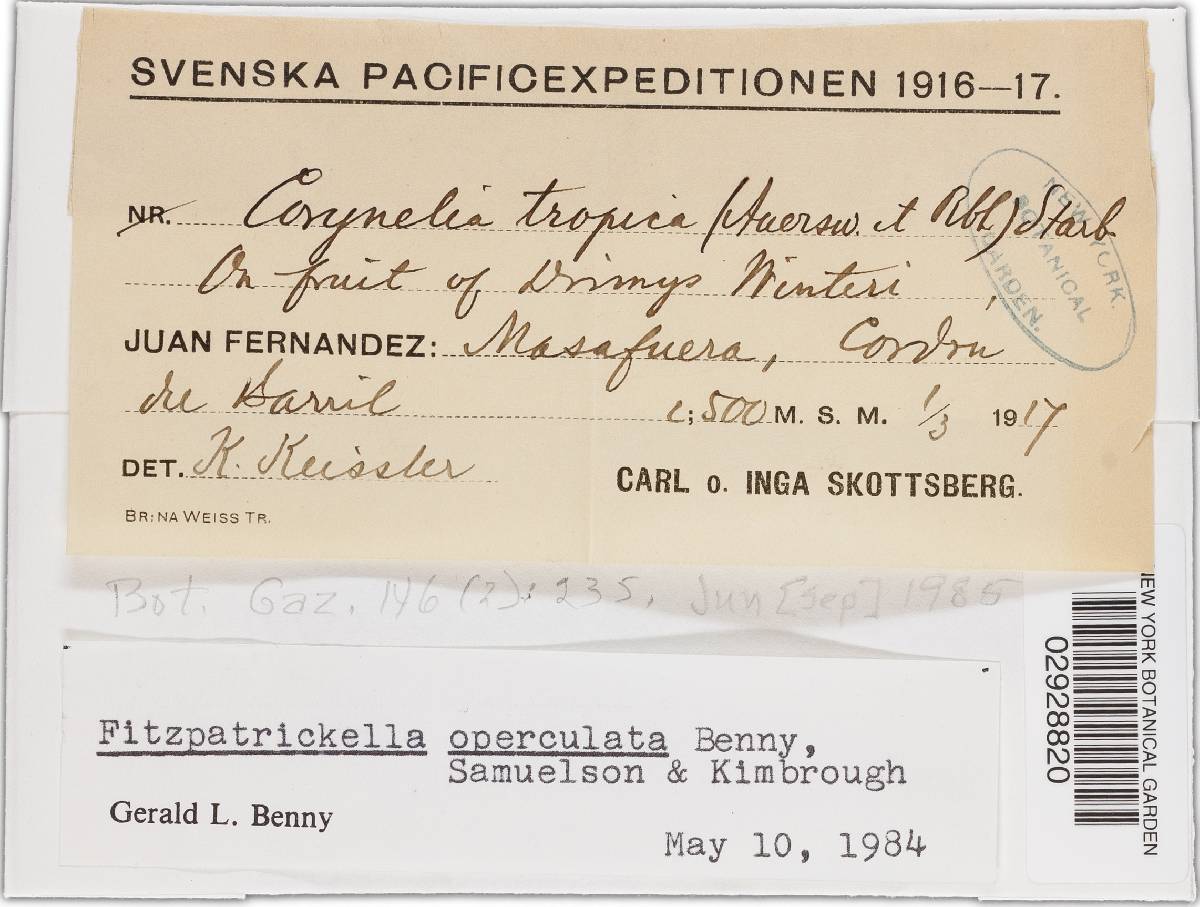 SVENSKA PACIFICEXPEDITIONEN 1916—17.
NR. Corynelia tropica (Auersw. et Rbh) Starb
On fruit of Drimys Winteri,
JUAN FERNANDEZ: Masafuera, Cordon
del Barril c; 500 M. S. M. 1/3 1917
DET. K. Keissler
CARL o. INGA SKOTTSBERG.
BR:NA WEISS TR.
NEW YORK
BOTANICAL
GARDEN.
Bot. Gaz. 146 (2): 235. Jun [Sep] 1985
Fitzpatrickella operculata Benny,
Samuelson & Kimbrough
Gerald L. Benny
May 10, 1984
NEW YORK BOTANICAL GARDEN
02928820